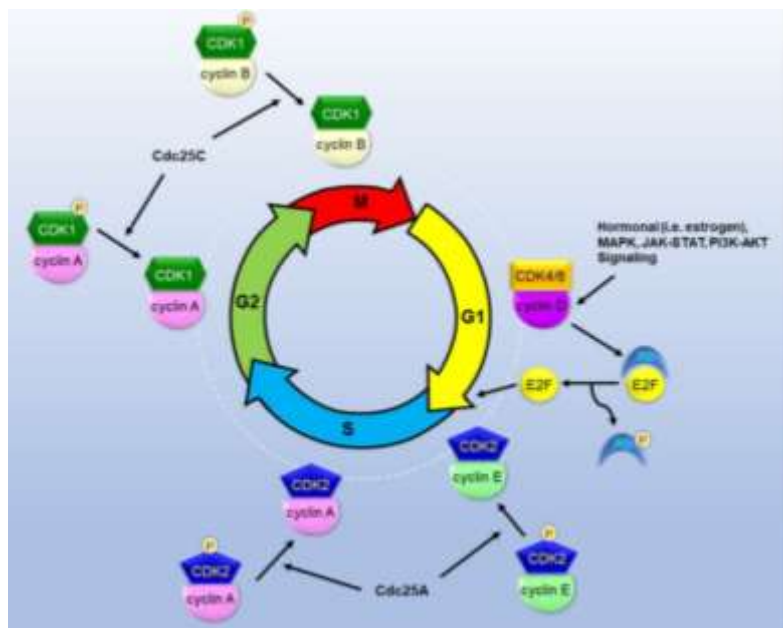 P
CDK1
cyclin B
CDK1
cyclin B
Cdc25C
P
CDK1
cyclin A
CDK1
cyclin A
M
G1
S
G2
Hormonal (i.e. estrogen),
MAPK, JAK-STAT, PI3K-AKT
Signaling
CDK4/6
cyclin D
E2F
E2F
P
CDK2
cyclin E
CDK2
cyclin A
P
CDK2
cyclin A
Cdc25A
P
CDK2
cyclin E